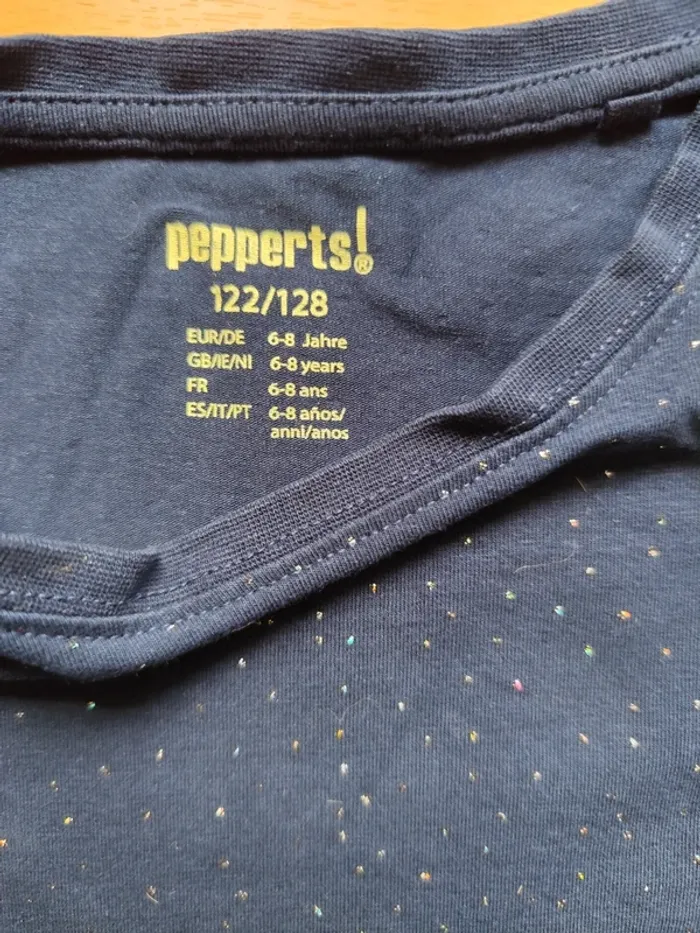 pepperts!®
122/128
EUR/DE 6-8 Jahre
GB/IE/NI 6-8 years
FR 6-8 ans
ES/IT/PT 6-8 años/
anni/anos